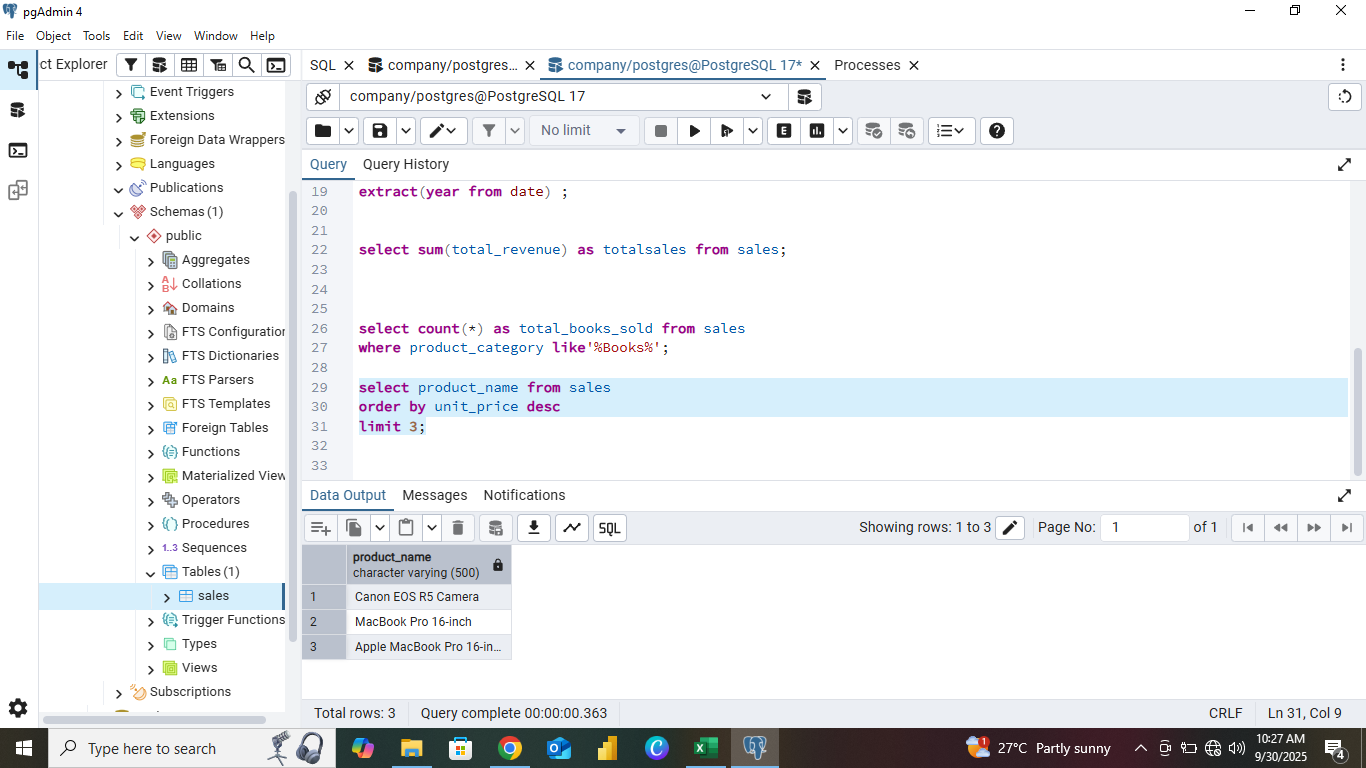 pgAdmin 4
File Object Tools Edit View Window Help
ct Explorer
SQL company/postgres... company/postgres@PostgreSQL 17* Processes
company/postgres@PostgreSQL 17
No limit
E
Query Query History
Event Triggers
Extensions
Foreign Data Wrappers
Languages
Publications
Schemas (1)
public
Aggregates
Collations
Domains
FTS Configuration
FTS Dictionaries
Aa FTS Parsers
FTS Templates
Foreign Tables
Functions
Materialized View
Operators
Procedures
1..3 Sequences
Tables (1)
sales
Trigger Functions
Types
Views
Subscriptions
19 extract(year from date) ;
20
21
22 select sum(total_revenue) as totalsales from sales;
23
24
25
26 select count(*) as total_books_sold from sales
27 where product_category like'%Books%';
28
29 select product_name from sales
30 order by unit_price desc
31 limit 3;
32
33
Data Output Messages Notifications
SQL
Showing rows: 1 to 3 Page No: 1 of 1
product_name
character varying (500)
1 Canon EOS R5 Camera
2 MacBook Pro 16-inch
3 Apple MacBook Pro 16-in...
Total rows: 3 Query complete 00:00:00.363 CRLF Ln 31, Col 9
Type here to search
1
27°C Partly sunny
10:27 AM
9/30/2025
4